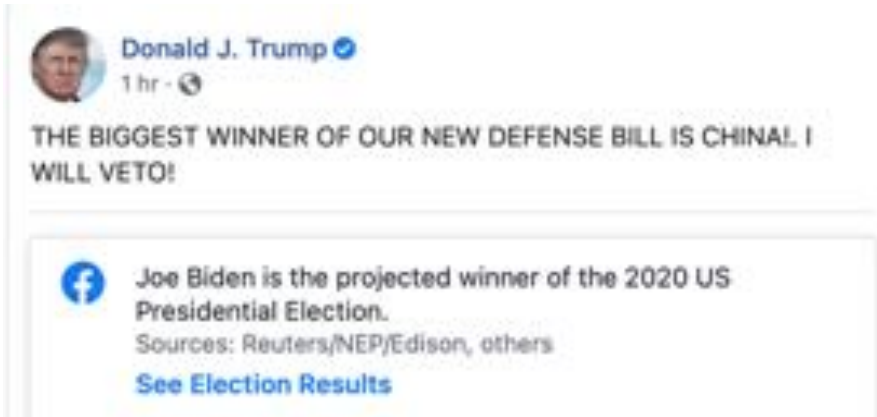 Donald J. Trump
1 hr ·
THE BIGGEST WINNER OF OUR NEW DEFENSE BILL IS CHINA!. I
WILL VETO!
Joe Biden is the projected winner of the 2020 US
Presidential Election.
Sources: Reuters/NEP/Edison, others
See Election Results